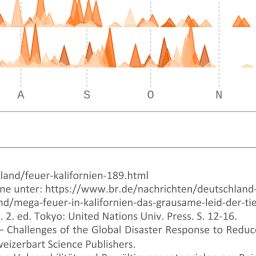 A S O N
land/feuer-kalifornien-189.html
ne unter: https://www.br.de/nachrichten/deutschland-
nd/mega-feuer-in-kalifornien-das-grausame-leid-der-tie
. 2. ed. Tokyo: United Nations Univ. Press. S. 12-16.
– Challenges of the Global Disaster Response to Reduc
weizerbart Science Publishers.